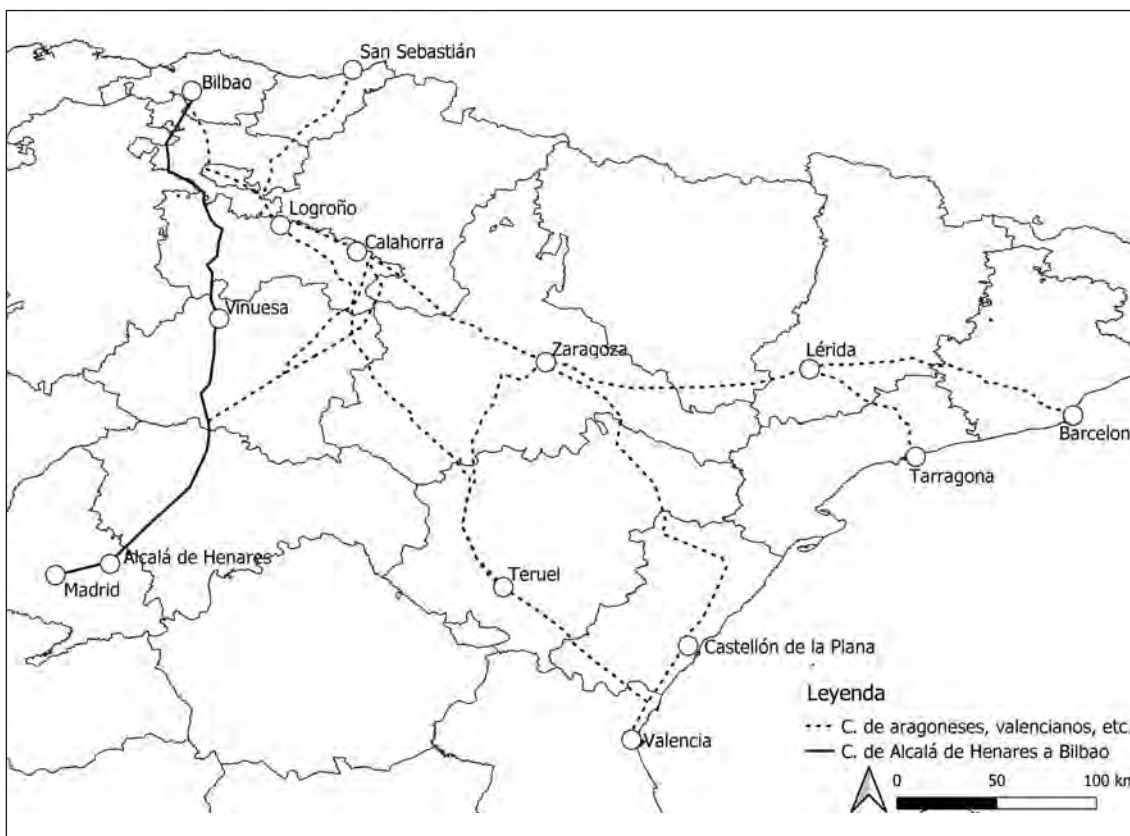 San Sebastián
Bilbao
Logroño
Calahorra
Vinuesa
Zaragoza
Lérida
Barcelon
Tarragona
Alcalá de Henares
Madrid
Teruel
Castellón de la Plana
Valencia
Leyenda
C. de aragoneses, valencianos, etc.
C. de Alcalá de Henares a Bilbao
0 50 100 km